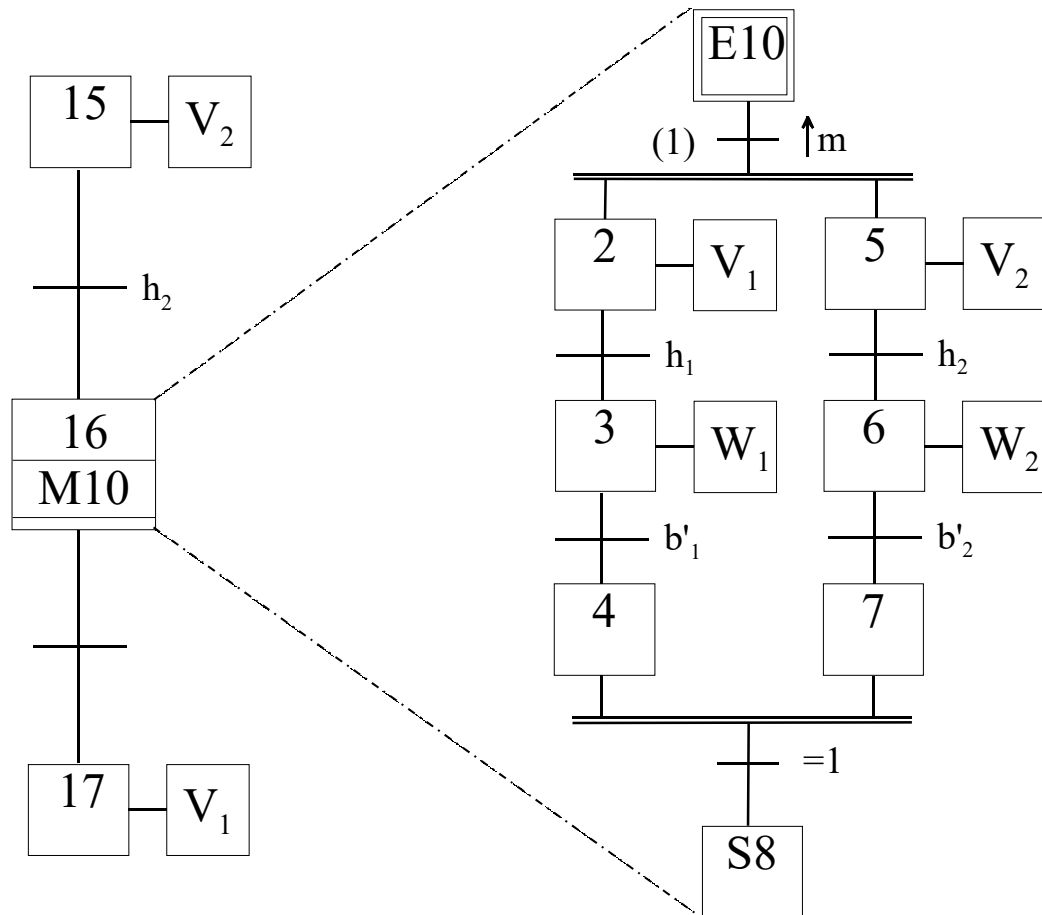 15 V₂
h₂
16
M10
17 V₁
E10
(1) ↑m
2 V₁ 5 V₂
h₁ h₂
3 W₁ 6 W₂
b'₁ b'₂
4 7
=1
S8